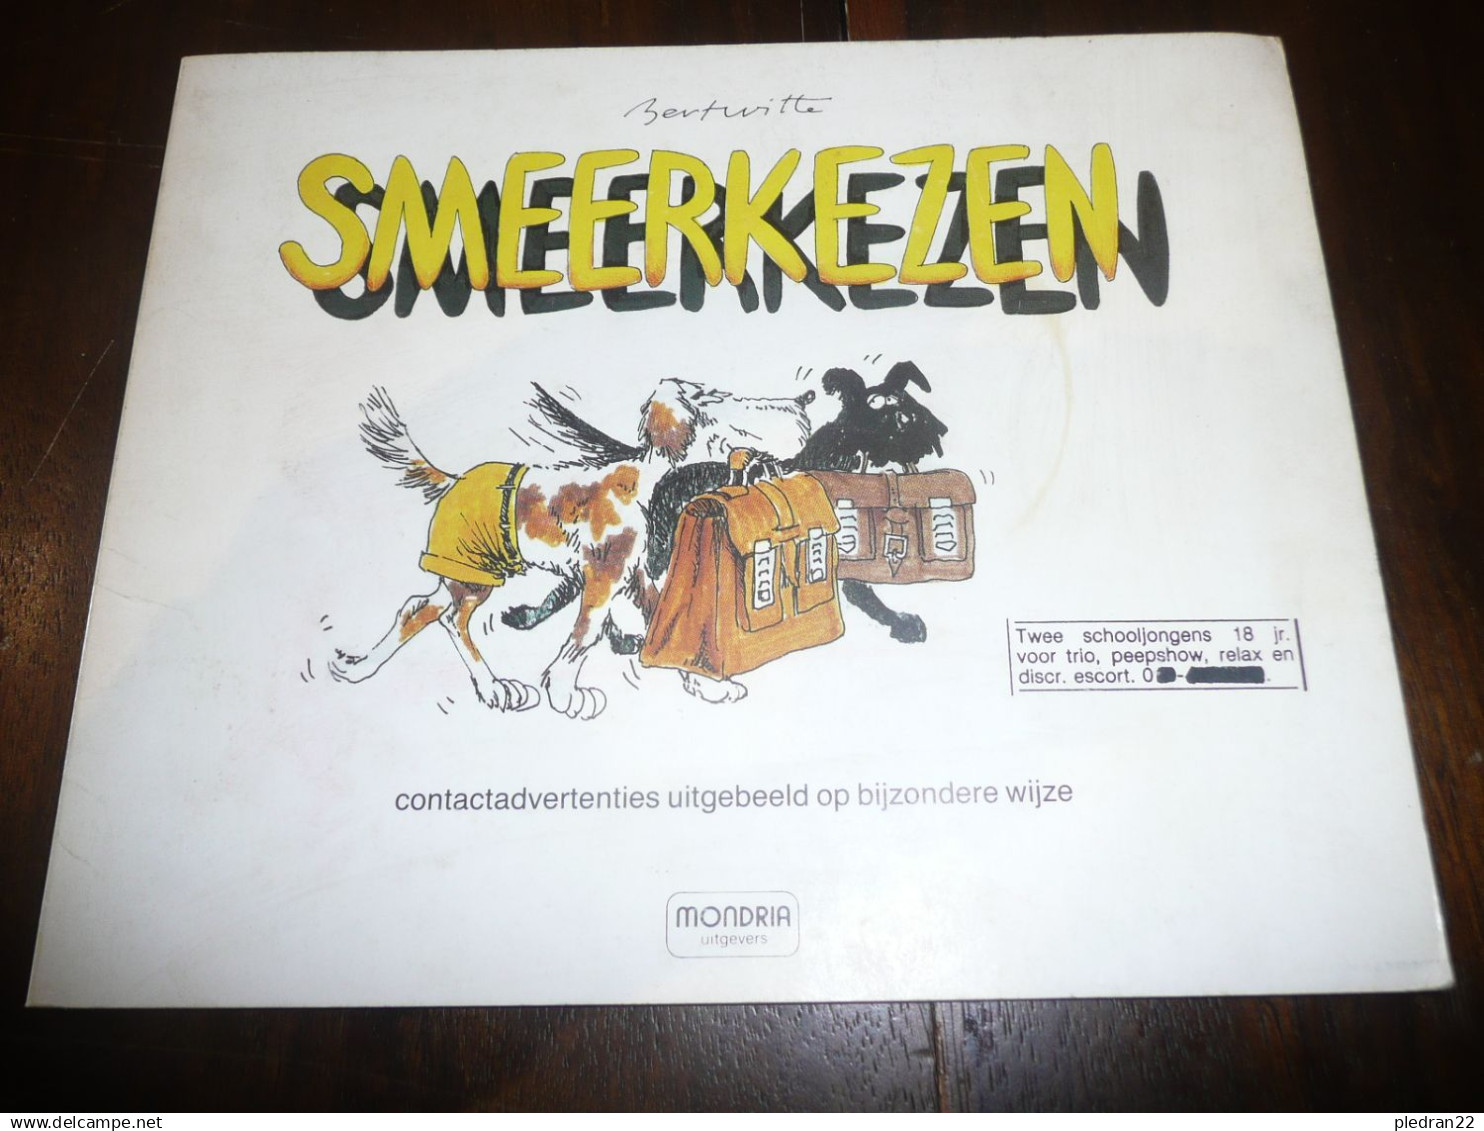 Bertwitte
SMEERKEZEN
Twee schooljongens 18 jr.
voor trio, peepshow, relax en
discr. escort. 0
contactadvertenties uitgebeeld op bijzondere wijze
MONDRIA
uitgevers
www.delcampe.net
pledran22